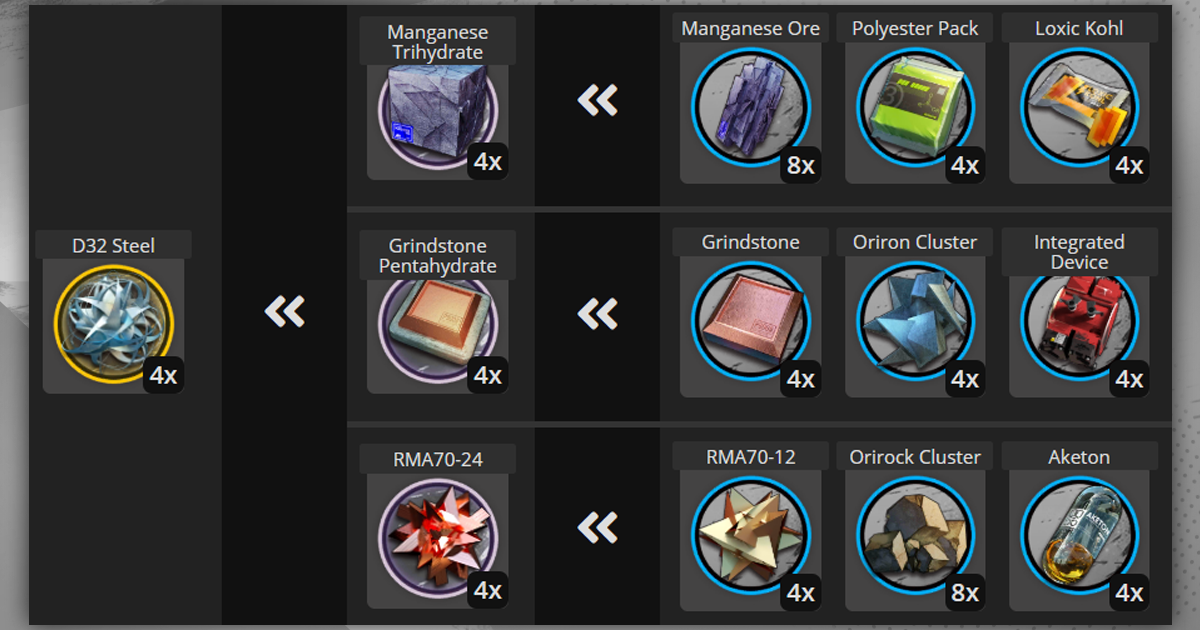 Manganese
Trihydrate
4x
Manganese Ore
8x
Polyester Pack
4x
Loxic Kohl
4x
D32 Steel
4x
Grindstone
Pentahydrate
4x
Grindstone
4x
Oriron Cluster
4x
Integrated
Device
4x
RMA70-24
4x
RMA70-12
4x
Orirock Cluster
8x
Aketon
AKETON
4x